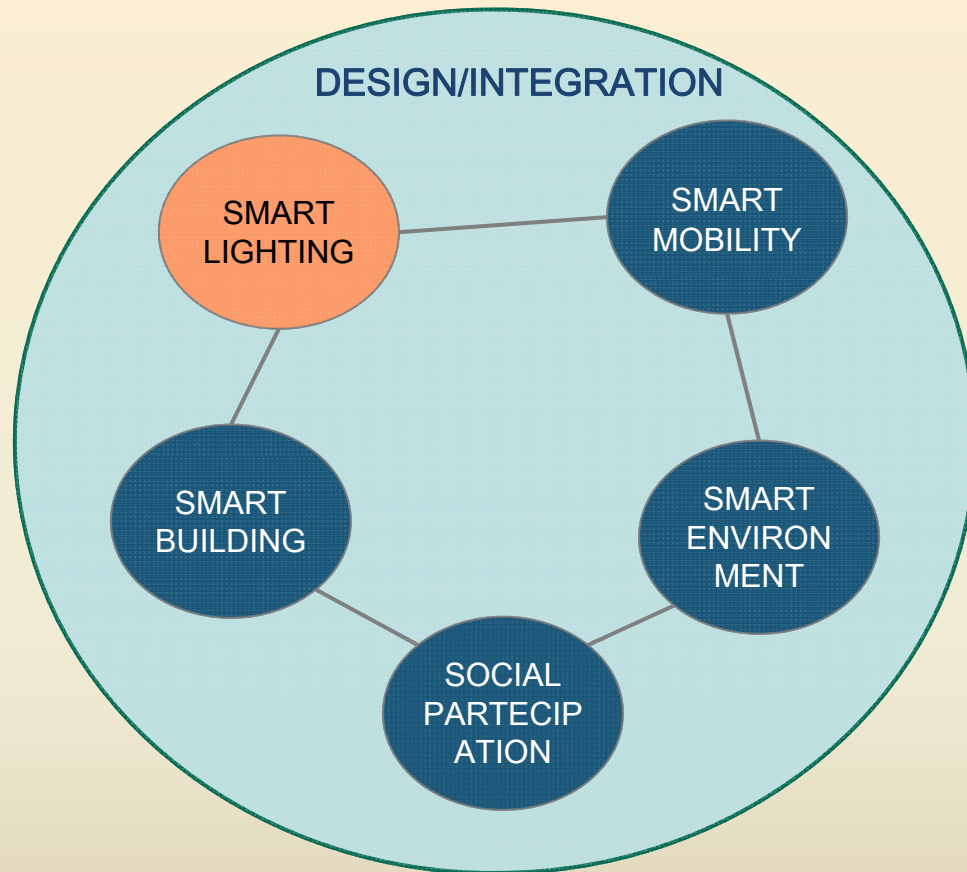 DESIGN/INTEGRATION
SMART
LIGHTING
SMART
MOBILITY
SMART
BUILDING
SMART
ENVIRON
MENT
SOCIAL
PARTECIP
ATION